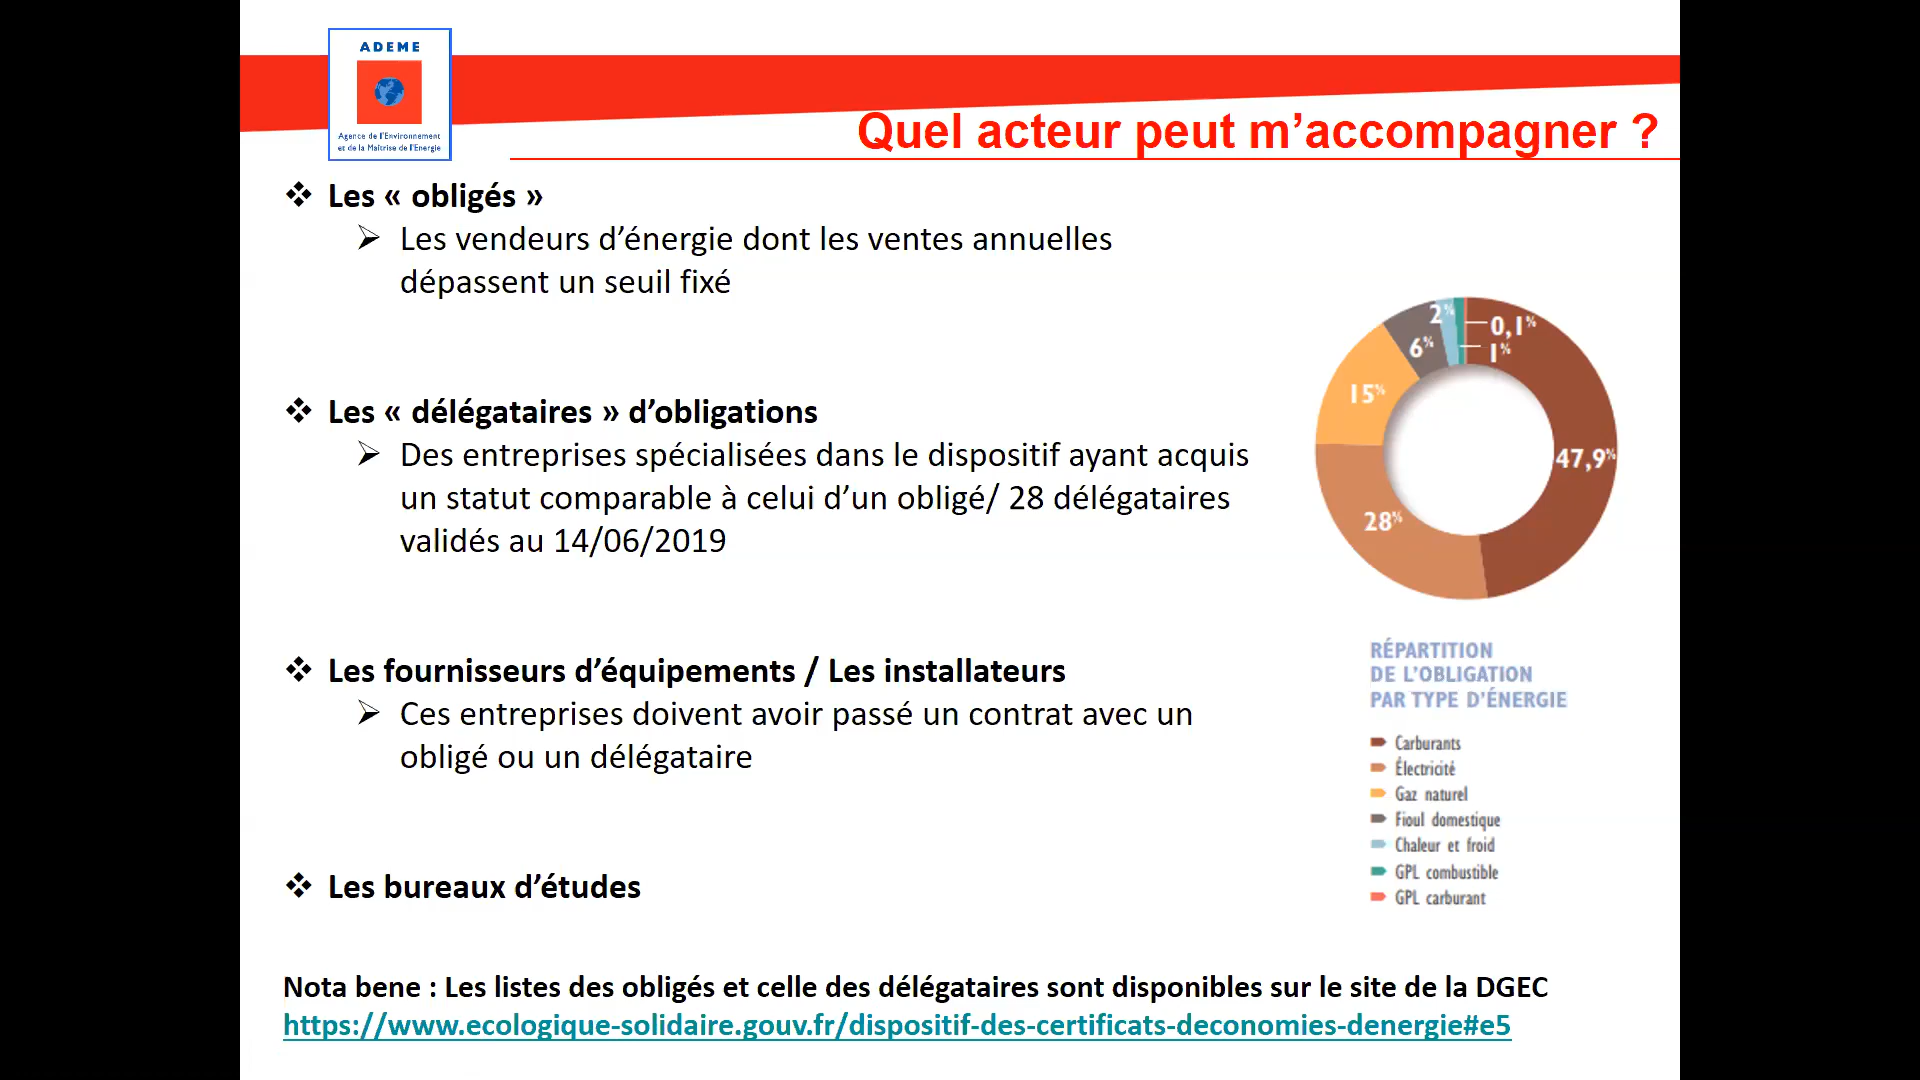 ADEME
Agence de l'Environnement
et de la Maîtrise de l'Energie
Quel acteur peut m’accompagner ?
Les « obligés »
Les vendeurs d’énergie dont les ventes annuelles
dépassent un seuil fixé
Les « délégataires » d’obligations
Des entreprises spécialisées dans le dispositif ayant acquis
un statut comparable à celui d’un obligé/ 28 délégataires
validés au 14/06/2019
Les fournisseurs d’équipements / Les installateurs
Ces entreprises doivent avoir passé un contrat avec un
obligé ou un délégataire
Les bureaux d’études
2%
0,1%
6%
1%
15%
47,9%
28%
RÉPARTITION
DE L’OBLIGATION
PAR TYPE D’ÉNERGIE
Carburants
Électricité
Gaz naturel
Fioul domestique
Chaleur et froid
GPL combustible
GPL carburant
Nota bene : Les listes des obligés et celle des délégataires sont disponibles sur le site de la DGEC
https://www.ecologique-solidaire.gouv.fr/dispositif-des-certificats-deconomies-denergie#e5